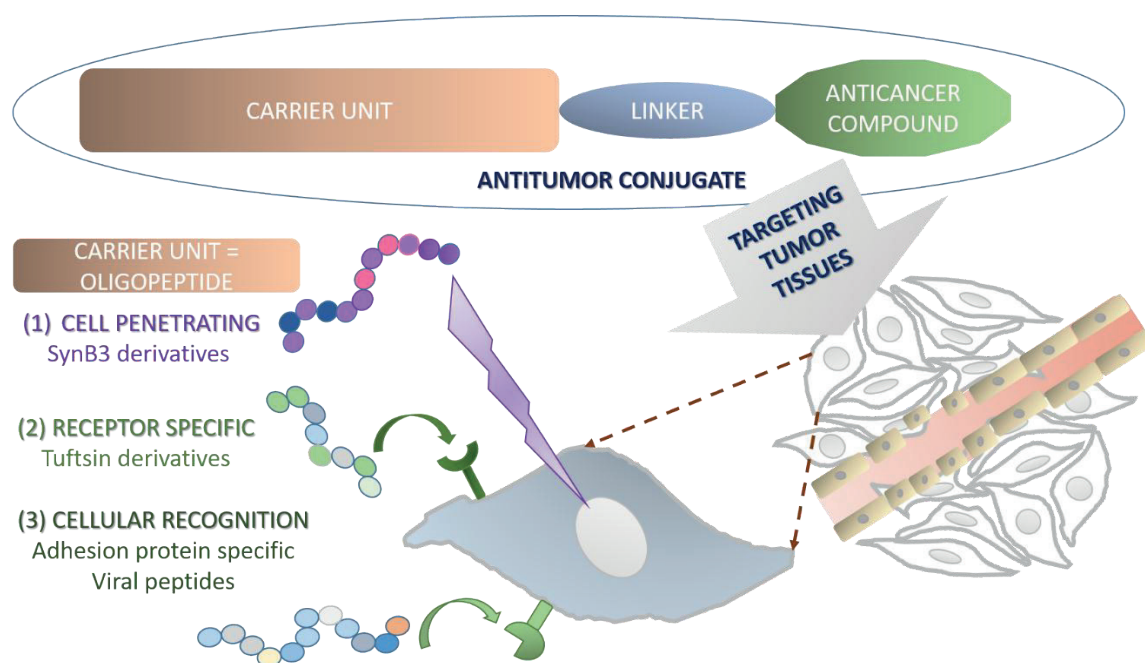 CARRIER UNIT
LINKER
ANTICANCER
COMPOUND
ANTITUMOR CONJUGATE
TARGETING
TUMOR
TISSUES
CARRIER UNIT =
OLIGOPEPTIDE
(1) CELL PENETRATING
SynB3 derivatives
(2) RECEPTOR SPECIFIC
Tuftsin derivatives
(3) CELLULAR RECOGNITION
Adhesion protein specific
Viral peptides